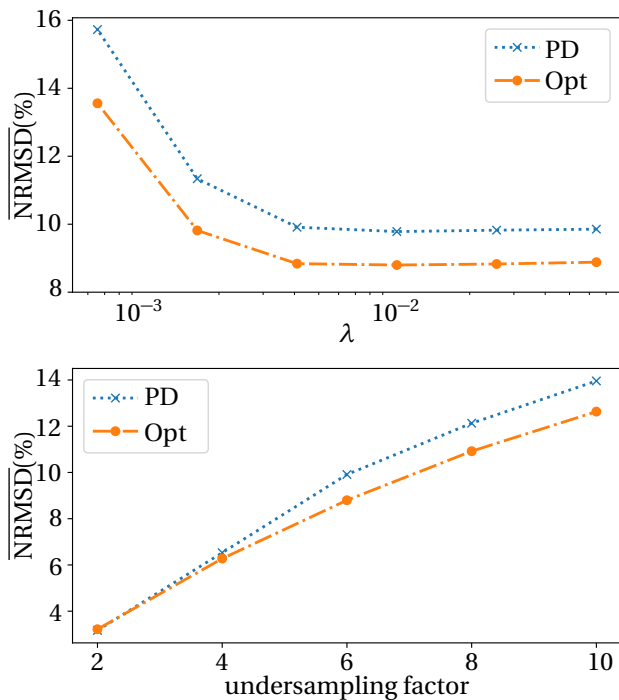 16
14
12
10
8
NRMSD(%)
PD
Opt
10⁻³
10⁻²
λ
14
12
10
8
6
4
NRMSD(%)
PD
Opt
2
4
6
8
10
undersampling factor